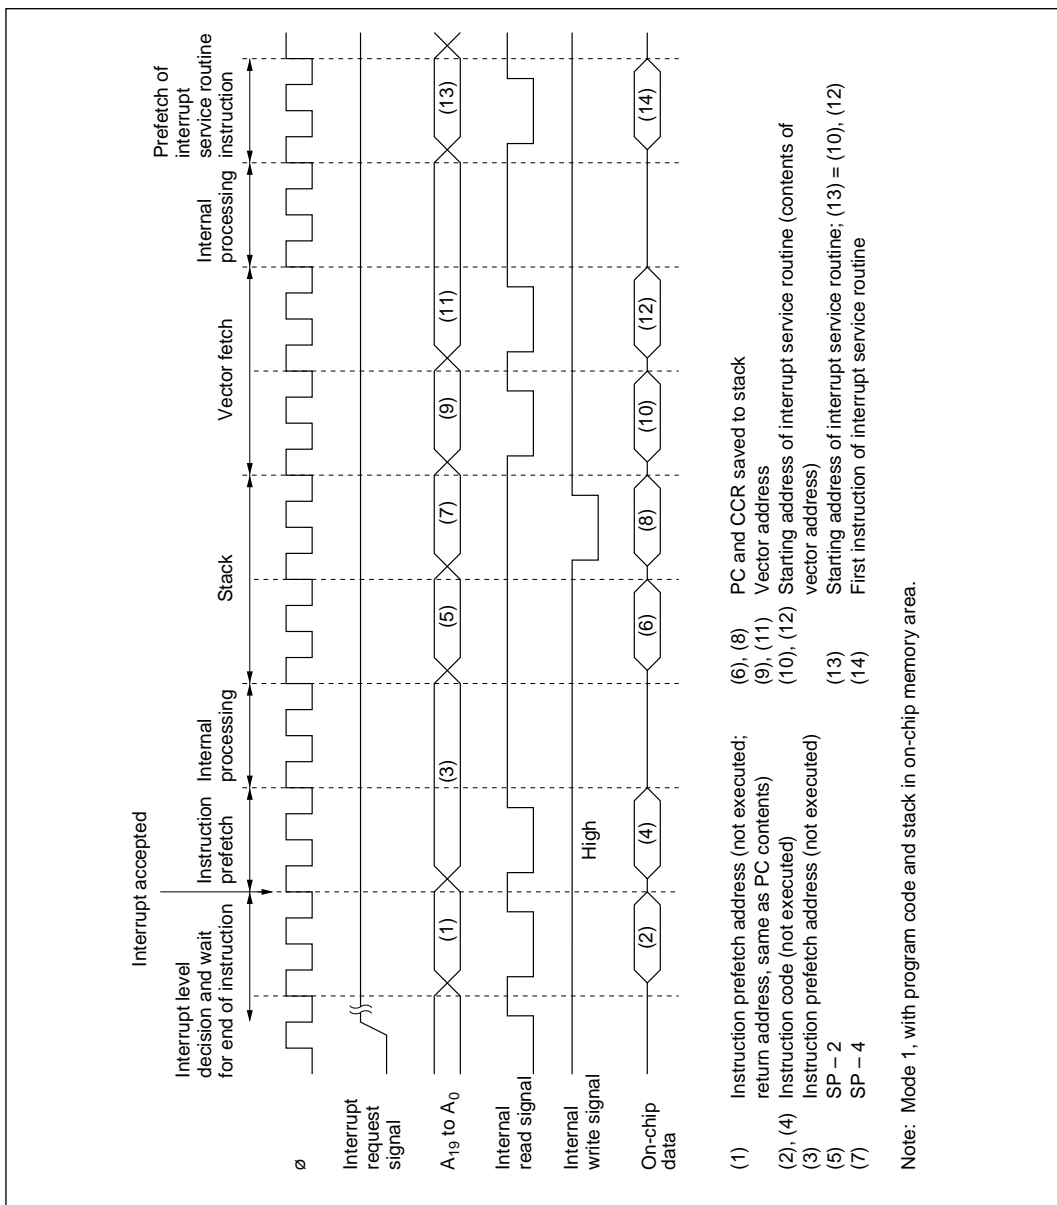 Interrupt accepted
Interrupt level
decision and wait
for end of instruction
Instruction
prefetch
Internal
processing
Stack
Vector fetch
Internal
processing
Prefetch of
interrupt
service routine
instruction
ø
Interrupt
request
signal
A19 to A0
(1)
(3)
(5)
(7)
(9)
(11)
(13)
Internal
read signal
Internal
write signal
High
On-chip
data
(2)
(4)
(6)
(8)
(10)
(12)
(14)
(1) Instruction prefetch address (not executed;
return address, same as PC contents)
(2), (4) Instruction code (not executed)
(3) Instruction prefetch address (not executed)
(5) SP – 2
(7) SP – 4
(6), (8) PC and CCR saved to stack
(9), (11) Vector address
(10), (12) Starting address of interrupt service routine (contents of
vector address)
(13) Starting address of interrupt service routine; (13) = (10), (12)
(14) First instruction of interrupt service routine
Note: Mode 1, with program code and stack in on-chip memory area.